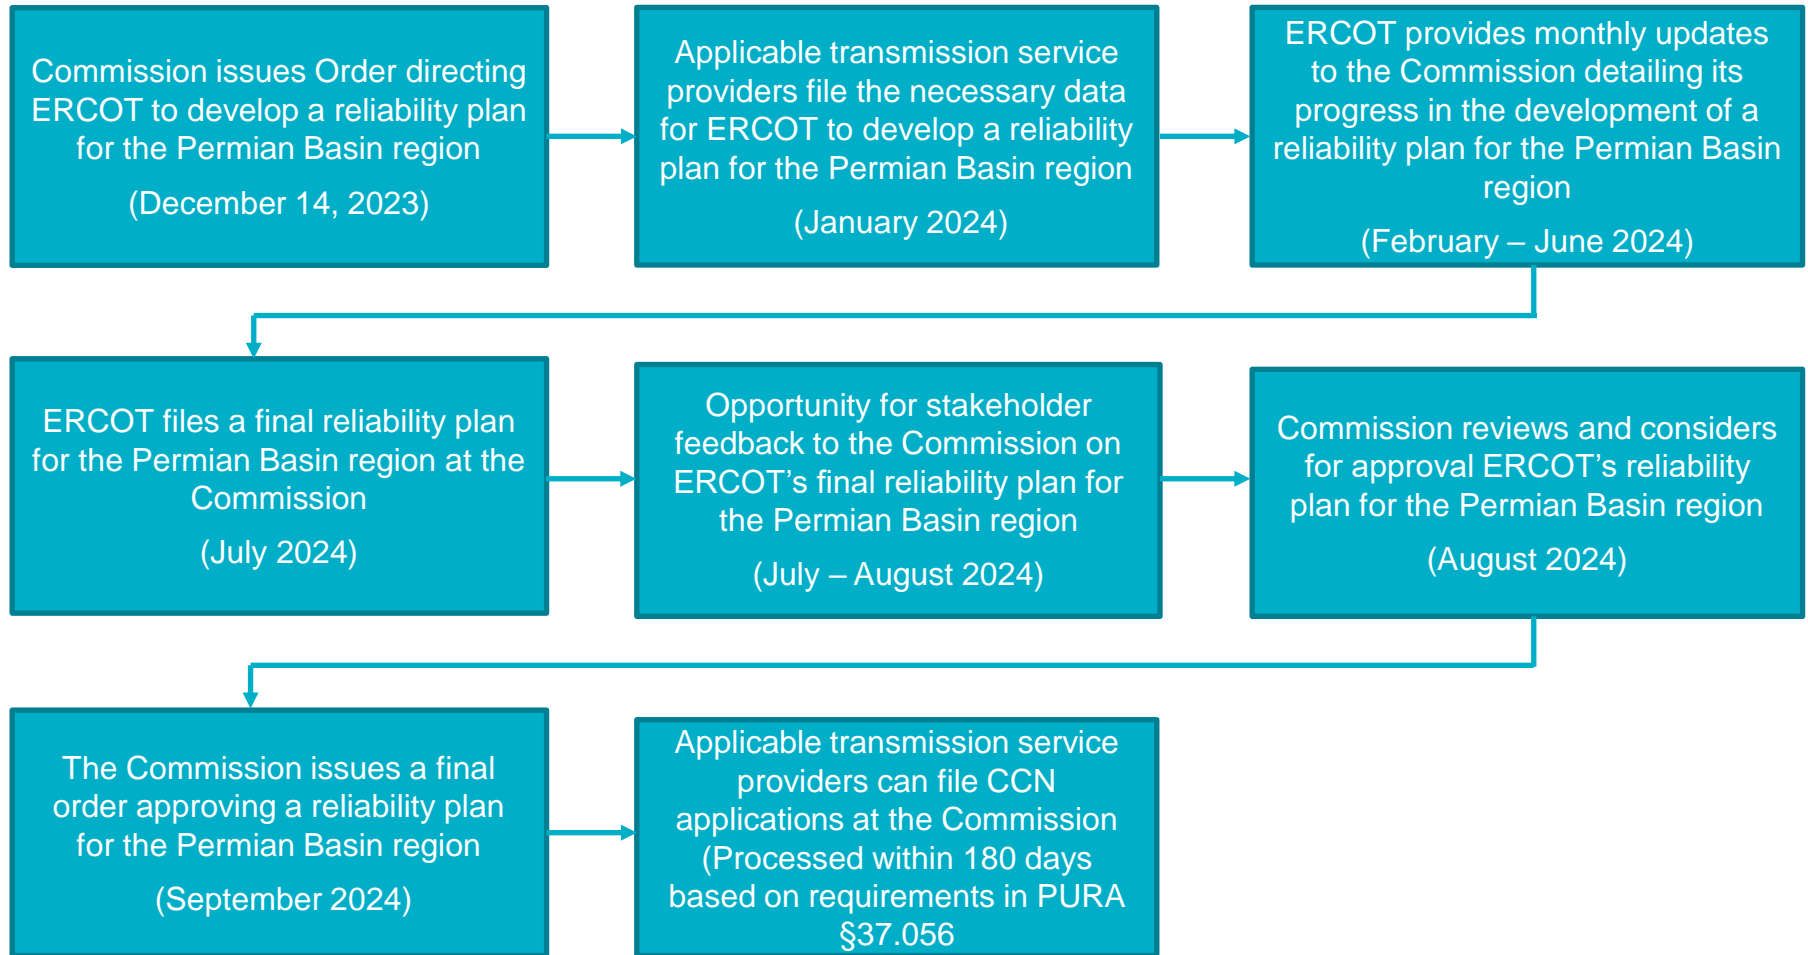 Commission issues Order directing
ERCOT to develop a reliability plan
for the Permian Basin region
(December 14, 2023)
Applicable transmission service
providers file the necessary data
for ERCOT to develop a reliability
plan for the Permian Basin region
(January 2024)
ERCOT provides monthly updates
to the Commission detailing its
progress in the development of a
reliability plan for the Permian Basin
region
(February – June 2024)
ERCOT files a final reliability plan
for the Permian Basin region at the
Commission
(July 2024)
Opportunity for stakeholder
feedback to the Commission on
ERCOT’s final reliability plan for
the Permian Basin region
(July – August 2024)
Commission reviews and considers
for approval ERCOT’s reliability
plan for the Permian Basin region
(August 2024)
The Commission issues a final
order approving a reliability plan
for the Permian Basin region
(September 2024)
Applicable transmission service
providers can file CCN
applications at the Commission
(Processed within 180 days
based on requirements in PURA
§37.056